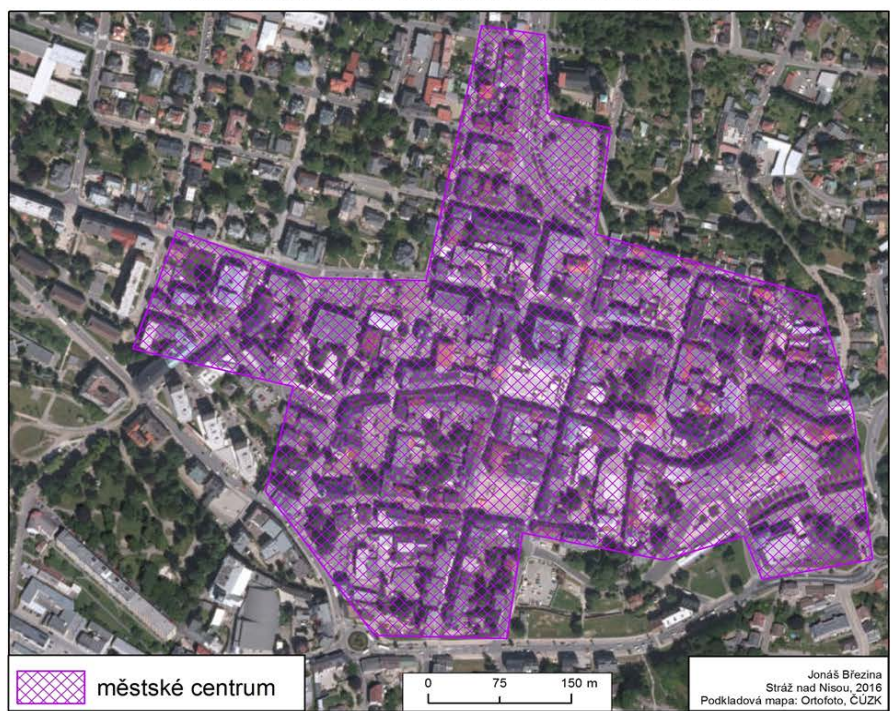 městské centrum
0 75 150 m
Jonáš Březina
Stráž nad Nisou, 2016
Podkladová mapa: Ortofoto, ČÚZK